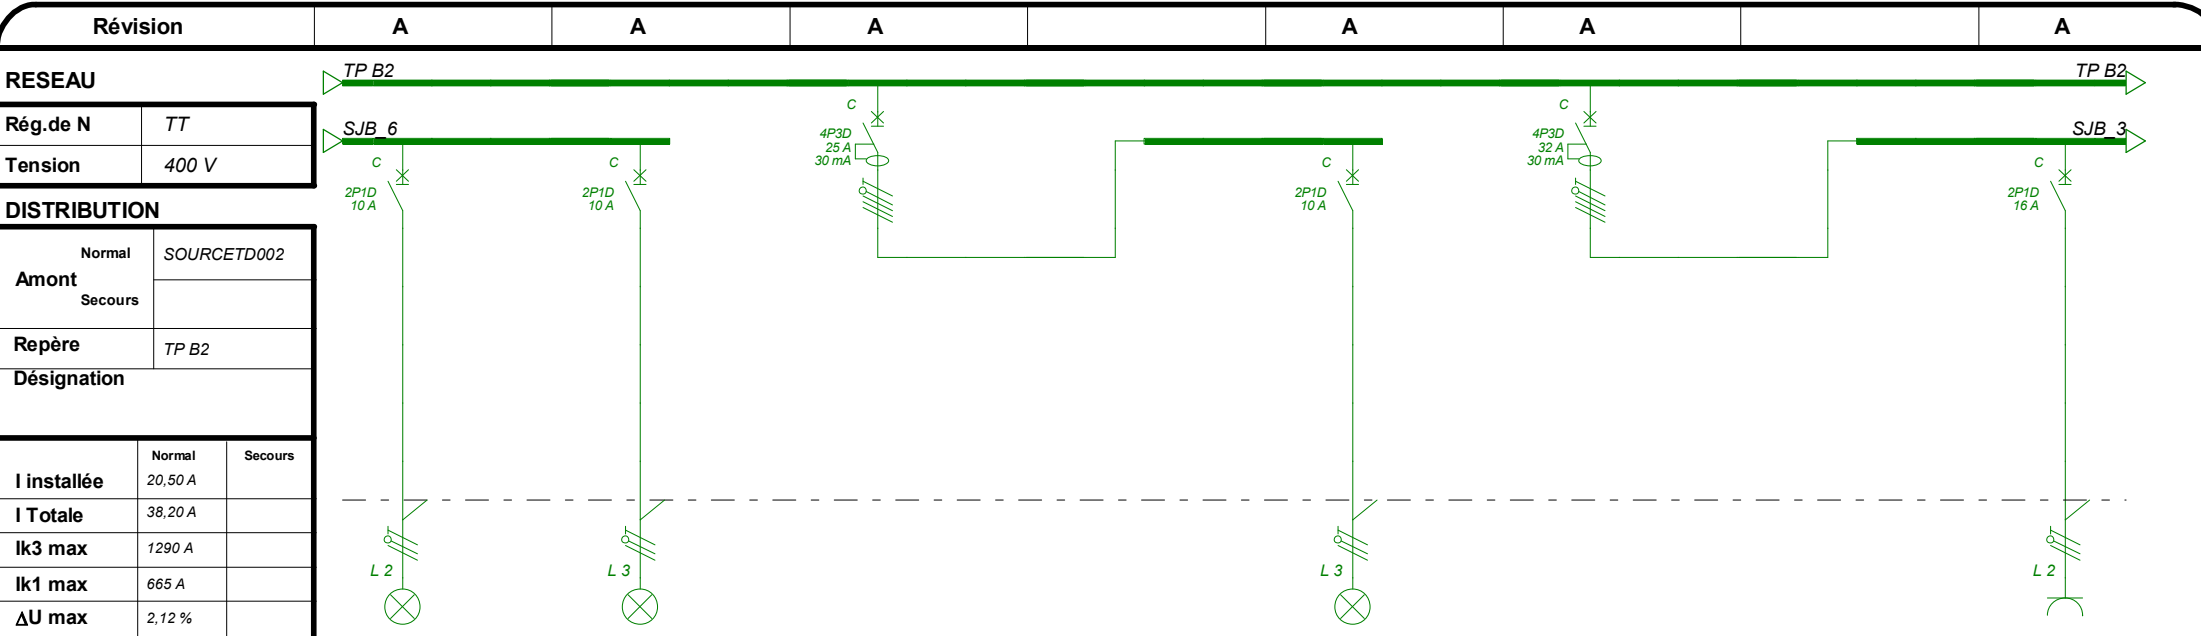 Révision A A A A A A
RESEAU
Rég.de N TT
Tension 400 V
DISTRIBUTION
Normal SOURCETD002
Amont
Secours
Repère TP B2
Désignation
Normal Secours
I installée 20,50 A
I Totale 38,20 A
Ik3 max 1290 A
Ik1 max 665 A
ΔU max 2,12 %
TP B2 TP B2
SJB_6 SJB_3
C
2P1D
10 A
L 2
C
2P1D
10 A
L 3
C
4P3D
25 A
30 mA
C
2P1D
10 A
L 3
C
4P3D
32 A
30 mA
C
2P1D
16 A
L 2